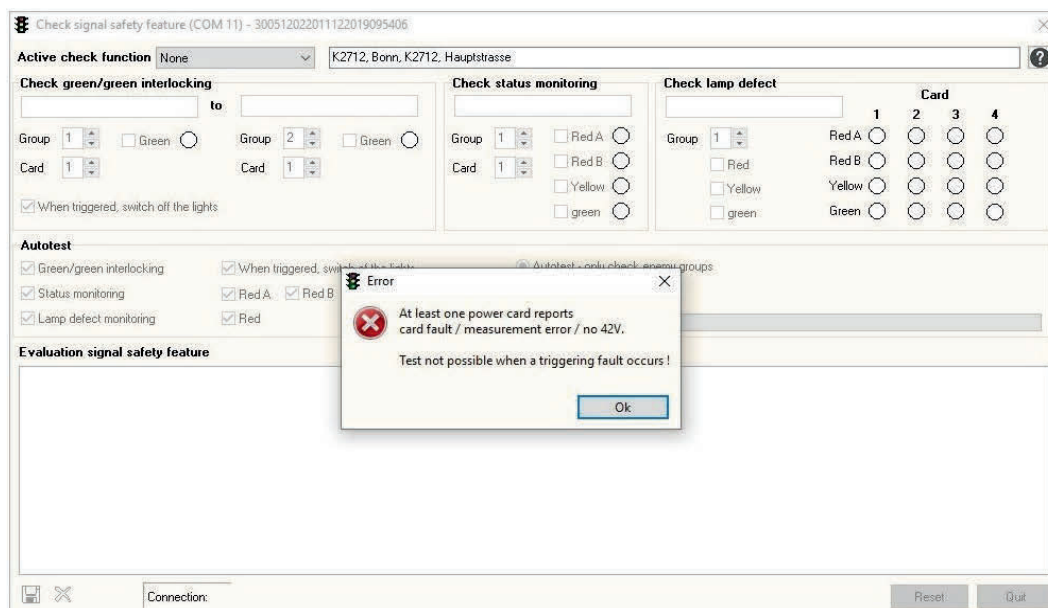 Check signal safety feature (COM 11) - 300512022011122019095406
Active check function None K2712, Bonn, K2712, Hauptstrasse ?
Check green/green interlocking
to
Group 1 Green Group 2 Green
Card 1 Card 1
When triggered, switch off the lights
Check status monitoring
Group 1 Red A
Card 1 Red B
Yellow
green
Check lamp defect
Card
1 2 3 4
Group 1 Red A
Red Red B
Yellow Yellow
green Green
Autotest
Green/green interlocking When triggered, switch of the lights Autotest - only check enemy groups
Status monitoring Red A Red B
Lamp defect monitoring Red
Error
At least one power card reports
card fault / measurement error / no 42V.
Test not possible when a triggering fault occurs !
Ok
Evaluation signal safety feature
Connection:
Reset Quit